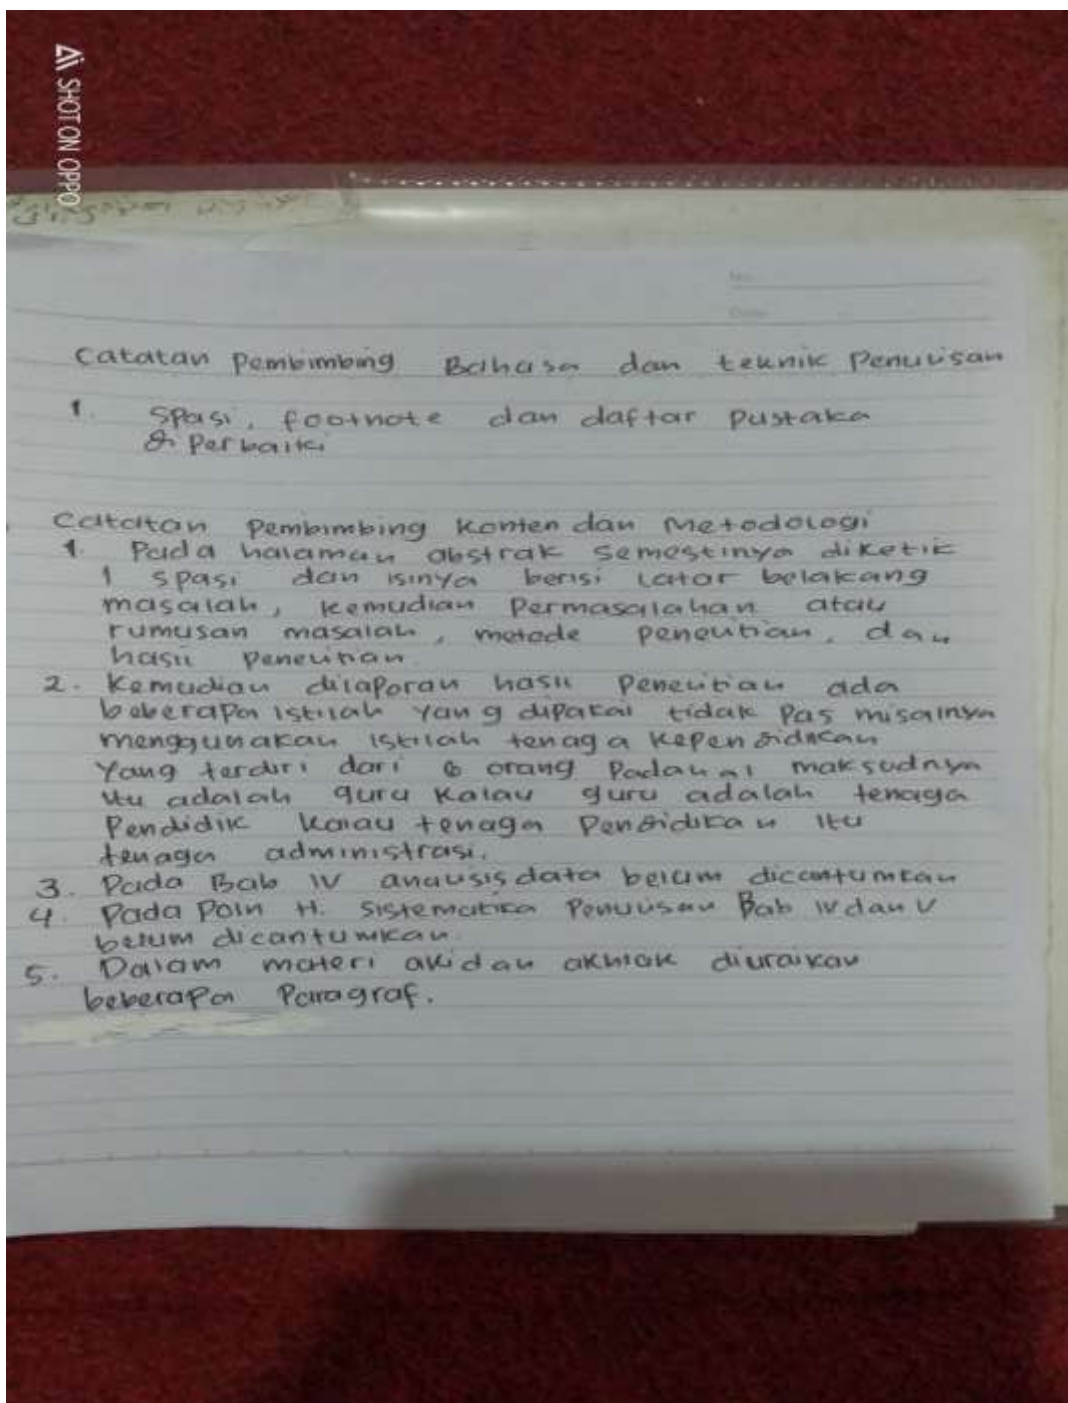 SHOT ON OPPO
Catatan Pembimbing Bahasa dan teknik Penulisan
1. Spasi, footnote dan daftar Pustaka
di Perbaiki
Catatan Pembimbing Konten dan Metodologi
1. Pada halaman abstrak semestinya diketik
1 spasi dan isinya berisi Latar belakang
masalah, kemudian Permasalahan atau
rumusan masalah, metode penelitian, dan
hasil penelitian
2. Kemudian dilaporan hasil Penelitian ada
beberapa istilah yang dipakai tidak Pas misalnya
menggunakan istilah tenaga Kependidikan
Yang terdiri dari 6 orang Padahal maksudnya
itu adalah guru kalau guru adalah tenaga
Pendidik kalau tenaga Pendidikan itu
tenaga administrasi.
3. Pada Bab IV analisis data belum dicantumkan
4. Pada Poin H. Sistematika Penulisan Bab IV dan V
belum dicantumkan.
5. Dalam materi akidah akhlak diuraikan
beberapa Paragraf.